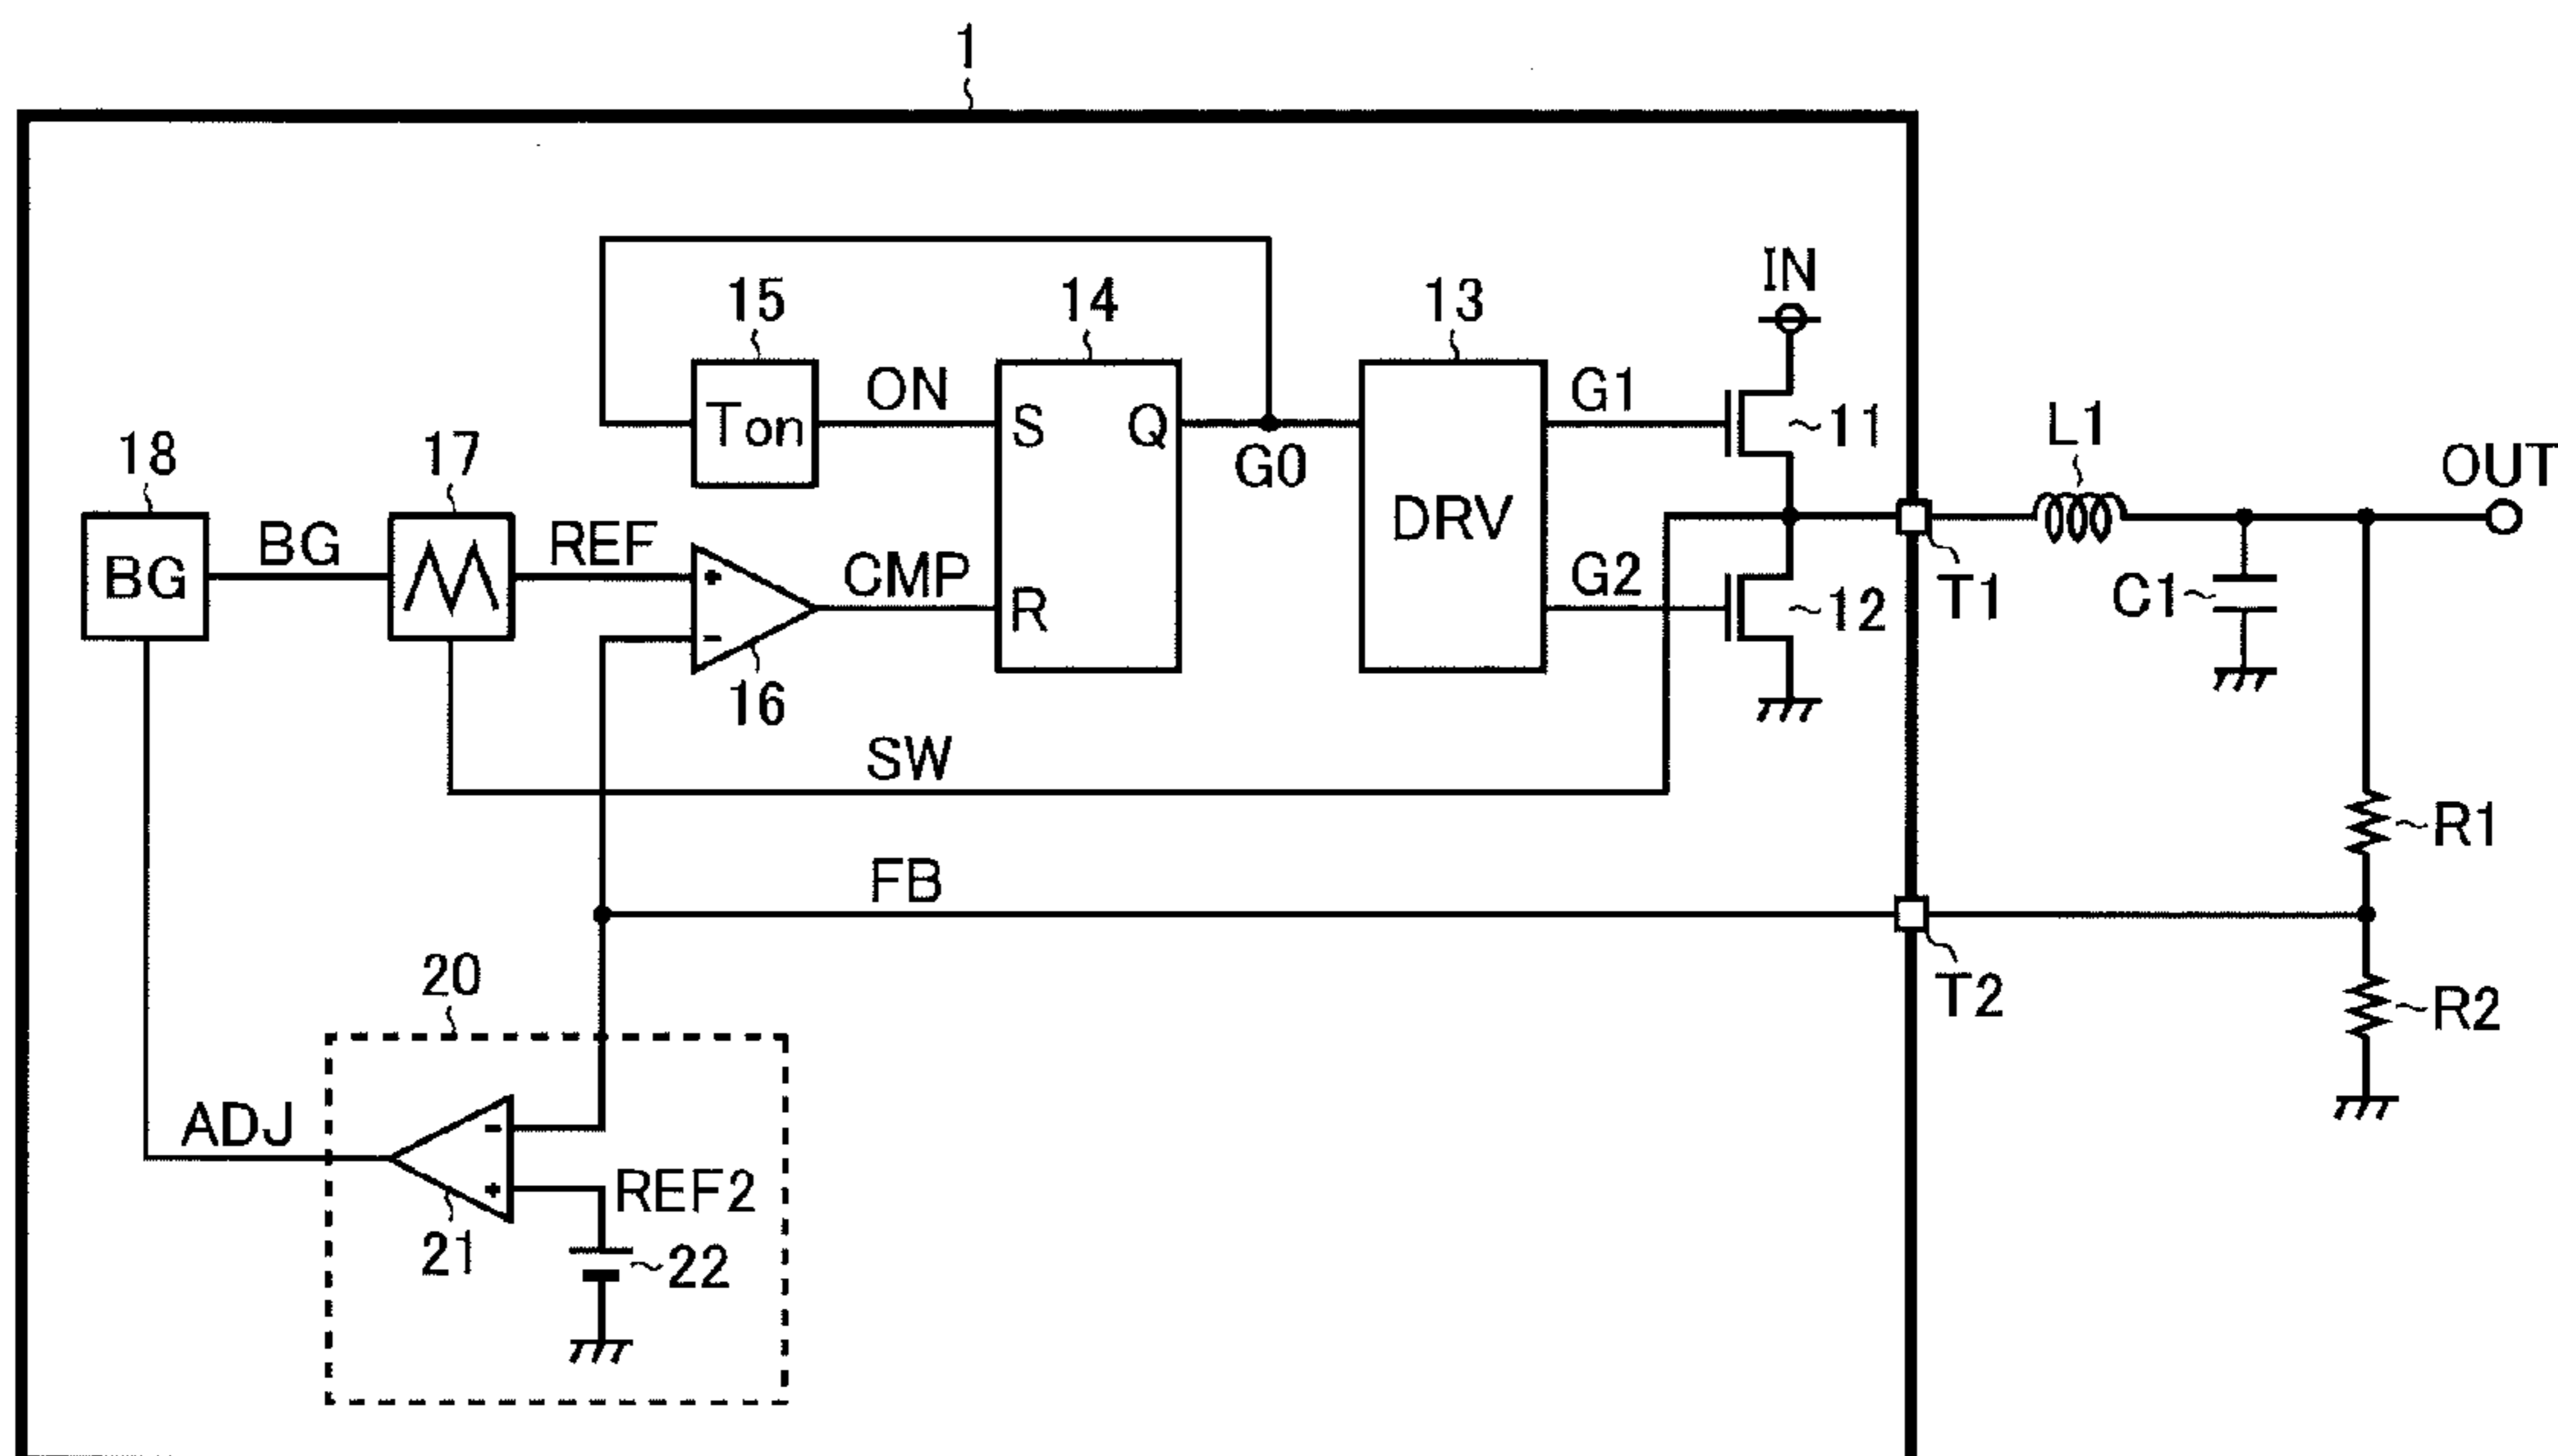 1
IN
15
14
13
ON
G1
11
L1
OUT
Ton
S
Q
18
17
G0
BG
REF
DRV
T1
BG
CMP
G2
12
C1
R
16
SW
R1
FB
20
T2
R2
ADJ
-
+
REF2
21
22